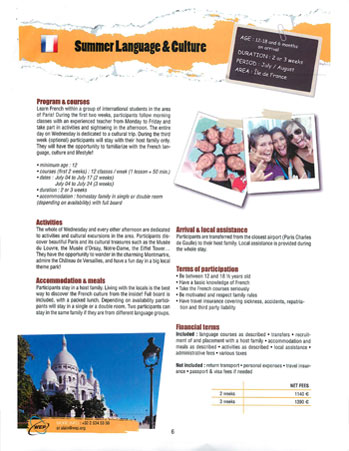 Summer Language & Culture
AGE : 12-18 and 9 months
on arrival
DURATION : 2 or 3 weeks
PERIOD : July / August
AREA : Île de France
Program & courses
Learn French within a group of international students in the area
of Paris! During the first two weeks, participants follow morning
classes with an experienced teacher from Monday to Friday and
take part in activities and sightseeing in the afternoon. The entire
day on Wednesday is dedicated to a cultural trip. During the third
week (optional) participants will stay with their host family only.
They will have the opportunity to familiarise with the French lan-
guage, culture and lifestyle!
• minimum age : 12
• courses (first 2 weeks) : 12 classes / week (1 lesson = 50 min.)
• dates : July 04 to July 17 (2 weeks)
July 04 to July 24 (3 weeks)
• duration : 2 or 3 weeks
• accommodation : homestay family in single or double room
(depending on availability) with full board
Activities
The whole of Wednesday and every other afternoon are dedicated
to activities and cultural excursions in the area. Participants dis-
cover beautiful Paris and its cultural treasures such as the Musée
du Louvre, the Musée d'Orsay, Notre-Dame, the Eiffel Tower...
They have the opportunity to wander in the charming Montmartre,
admire the Château de Versailles, and have a fun day in a big local
theme park!
Accommodation & meals
Participants stay in a host family. Living with the locals is the best
way to discover the French culture from the inside! Full board is
included, with a packed lunch. Depending on availability partici-
pants will stay in a single or a double room. Two participants can
stay in the same family if they are from different language groups.
Arrival & local assistance
Participants are transferred from the closest airport (Paris Charles
de Gaulle) to their host family. Local assistance is provided during
the whole stay.
Terms of participation
• Be between 12 and 18 ¾ years old
• Have a basic knowledge of French
• Take the French courses seriously
• Be motivated and respect family rules
• Have travel insurance covering sickness, accidents, repatria-
tion and third party liability.
Financial terms
Included : language courses as described • transfers • recruit-
ment of and placement with a host family • accommodation and
meals as described • activities as described • local assistance •
administrative fees • various taxes
Not included : return transport • personal expenses • travel insur-
ance • passport & visa fees if needed
NET FEES
2 weeks 1140 €
3 weeks 1390 €
WEP
6